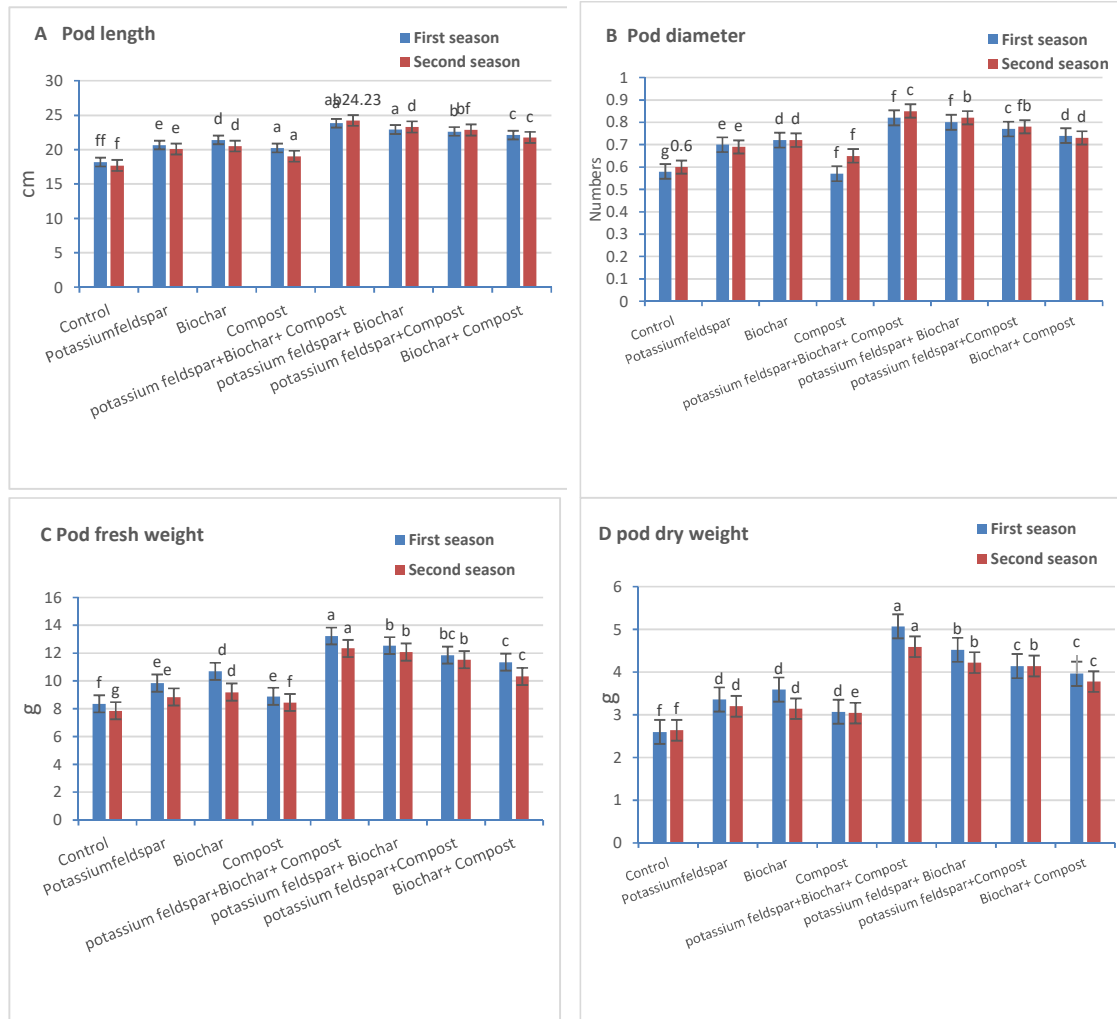 A Pod length
First season
Second season
30
25
20
15
10
5
0
cm
ff f e e d d a a ab 24.23 a d b bf c c
Control
Potassiumfeldspar
Biochar
Compost
potassium feldspar+Biochar+ Compost
potassium feldspar+ Biochar
potassium feldspar+Compost
Biochar+ Compost
B Pod diameter
First season
Second season
1
0.9
0.8
0.7
0.6
0.5
0.4
0.3
0.2
0.1
0
Numbers
g 0.6 e e d d f f f c f b c fb d d
Control
Potassiumfeldspar
Biochar
Compost
potassium feldspar+Biochar+ Compost
potassium feldspar+ Biochar
potassium feldspar+Compost
Biochar+ Compost
C Pod fresh weight
First season
Second season
16
14
12
10
8
6
4
2
0
g
f g e e d d e f a a b b bc b c c
Control
Potassiumfeldspar
Biochar
Compost
potassium feldspar+Biochar+ Compost
potassium feldspar+ Biochar
potassium feldspar+Compost
Biochar+ Compost
D pod dry weight
First season
Second season
6
5
4
3
2
1
0
g
f f d d d d d e a a b b c b c c
Control
Potassiumfeldspar
Biochar
Compost
potassium feldspar+Biochar+ Compost
potassium feldspar+ Biochar
potassium feldspar+Compost
Biochar+ Compost